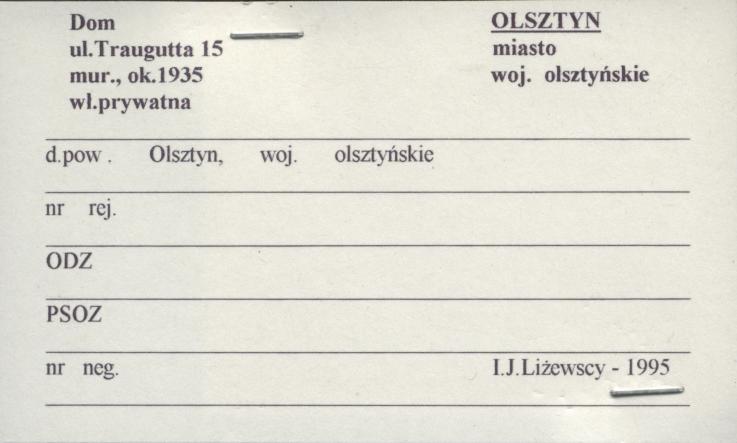 Dom
ul.Traugutta 15
mur., ok.1935
wł.prywatna
OLSZTYN
miasto
woj. olsztyńskie
d.pow . Olsztyn, woj. olsztyńskie
nr rej.
ODZ
PSOZ
nr neg. I.J.Liżewscy - 1995